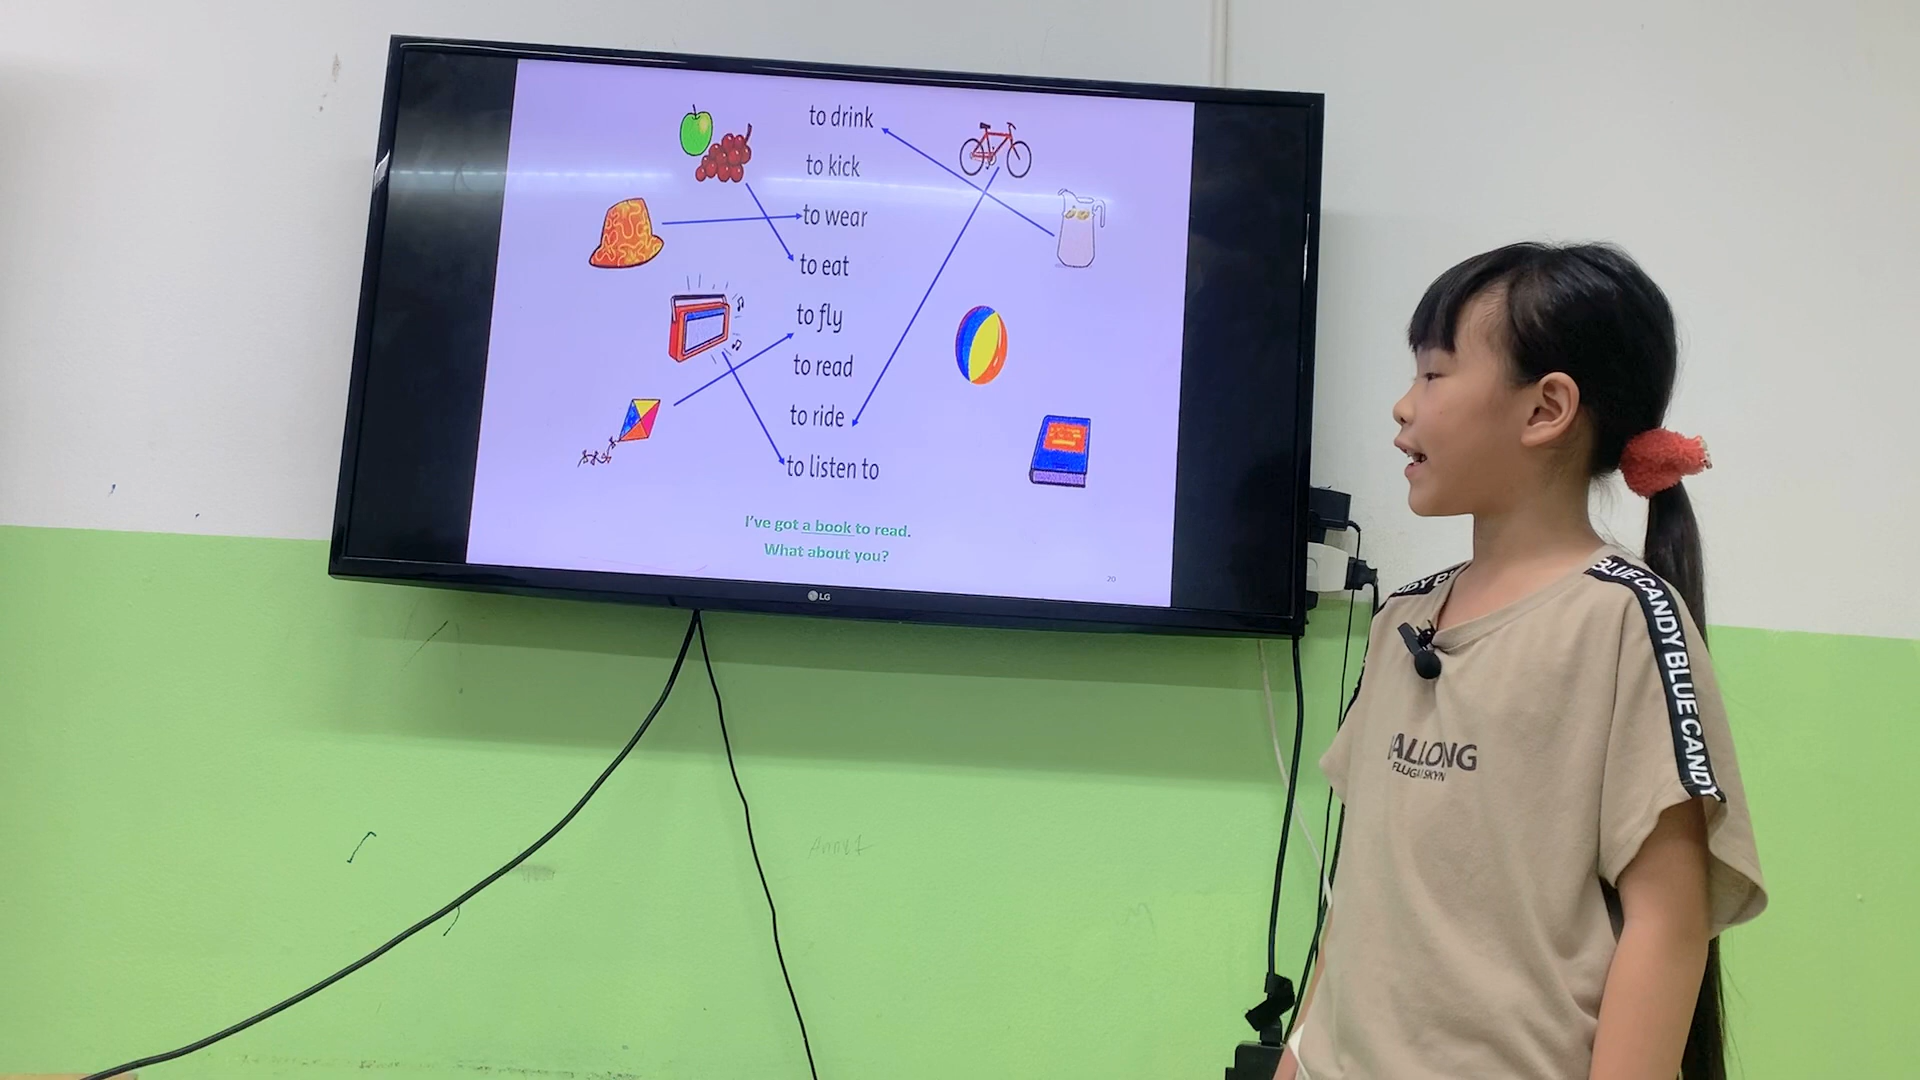 to drink
to kick
to wear
to eat
to fly
to read
to ride
to listen to
I've got a book to read.
What about you?
20
LG
BLUE CANDY BLUE CANDY